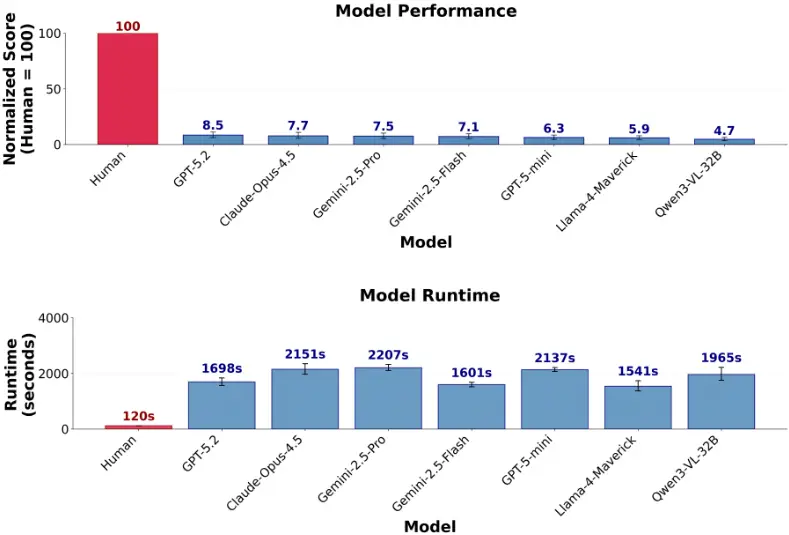 Model Performance
Normalized Score
(Human = 100)
100
50
0
100
8.5
7.7
7.5
7.1
6.3
5.9
4.7
Human
GPT-5.2
Claude-Opus-4.5
Gemini-2.5-Pro
Gemini-2.5-Flash
GPT-5-mini
Llama-4-Maverick
Qwen3-VL-32B
Model
Model Runtime
Runtime
(seconds)
4000
2000
0
120s
1698s
2151s
2207s
1601s
2137s
1541s
1965s
Human
GPT-5.2
Claude-Opus-4.5
Gemini-2.5-Pro
Gemini-2.5-Flash
GPT-5-mini
Llama-4-Maverick
Qwen3-VL-32B
Model